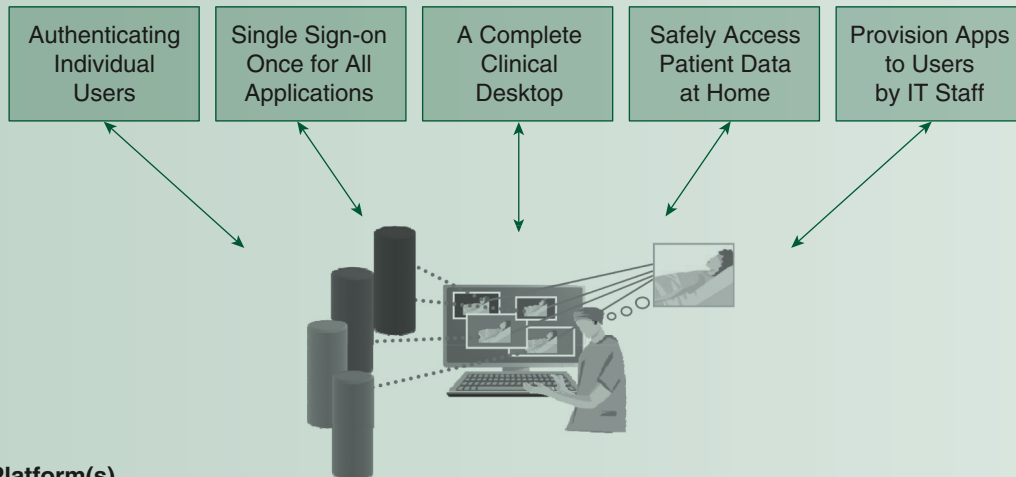 Authenticating
Individual
Users
Single Sign-on
Once for All
Applications
A Complete
Clinical
Desktop
Safely Access
Patient Data
at Home
Provision Apps
to Users
by IT Staff
Platform(s)